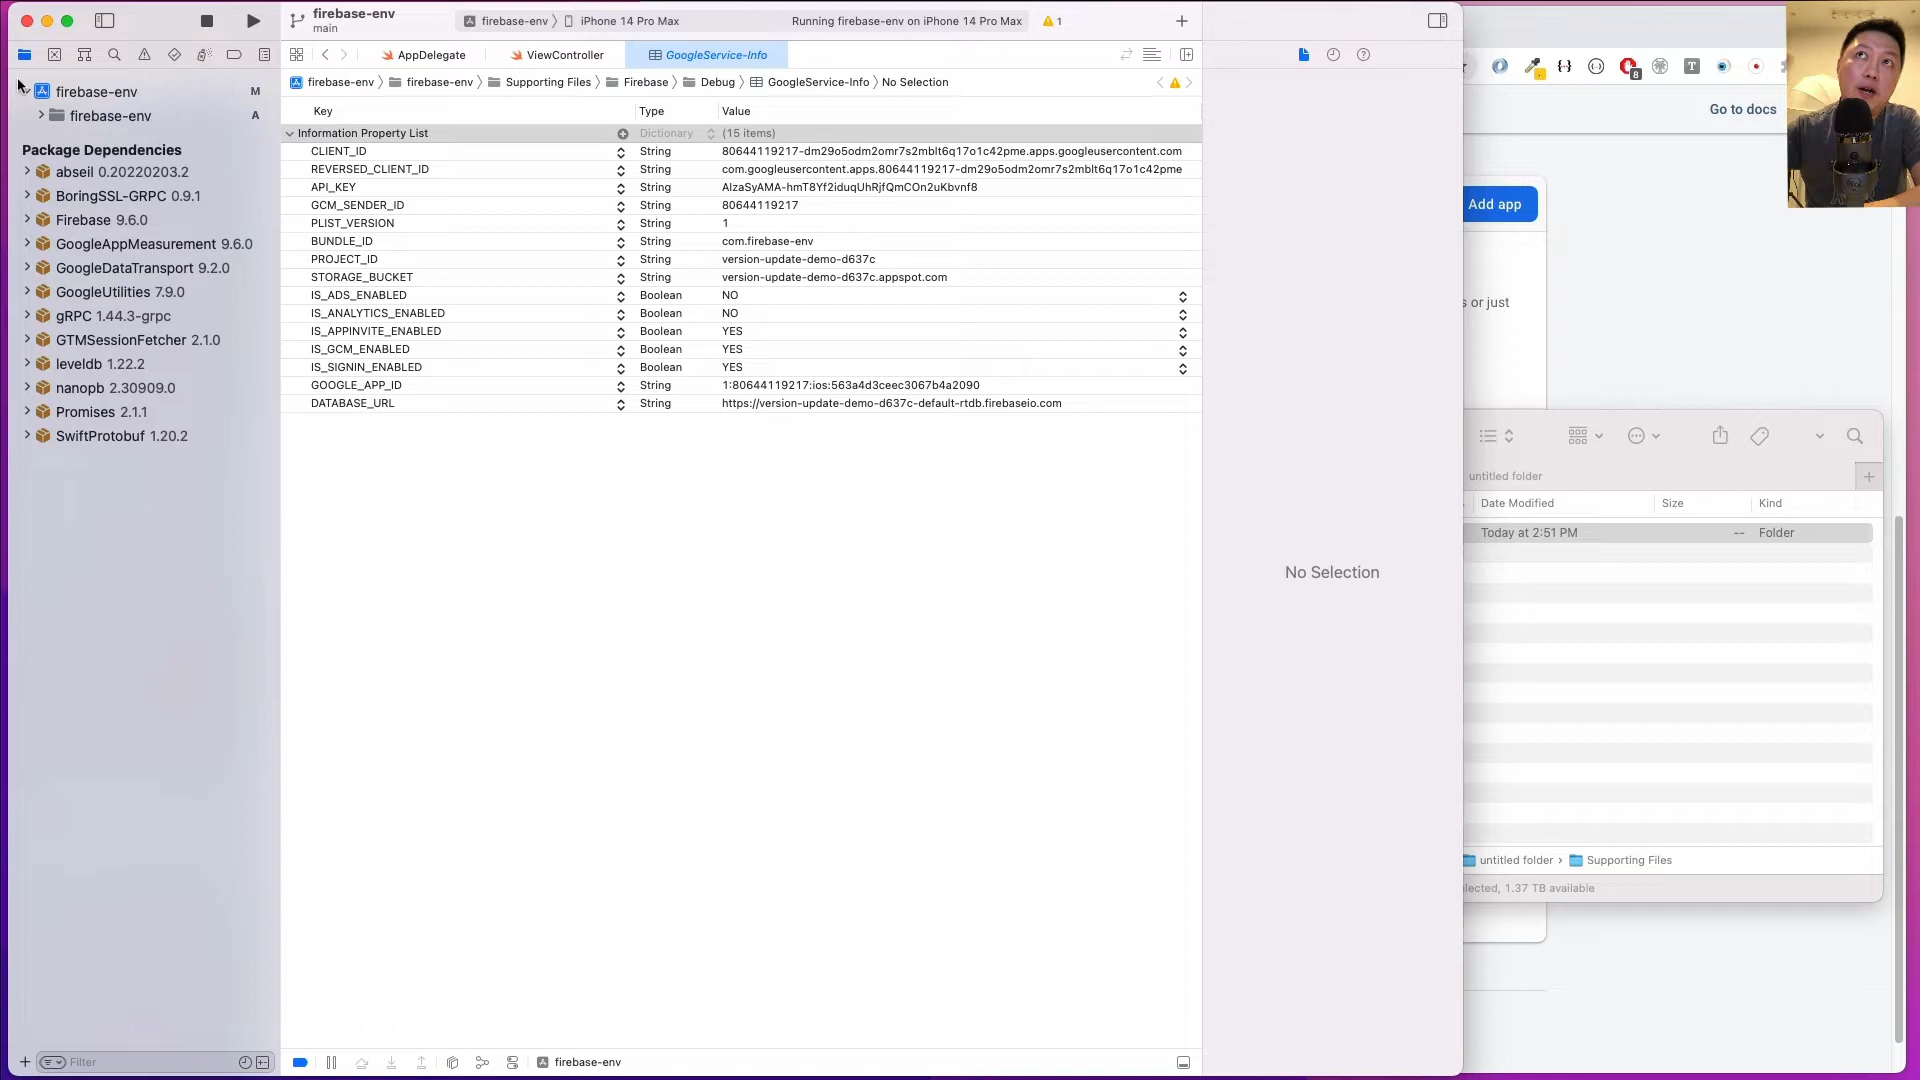 firebase-env
main
firebase-env 〉 iPhone 14 Pro Max
Running firebase-env on iPhone 14 Pro Max
1
AppDelegate
ViewController
GoogleService-Info
firebase-env 〉 firebase-env 〉 Supporting Files 〉 Firebase 〉 Debug 〉 GoogleService-Info 〉 No Selection
firebase-env M
firebase-env A
Package Dependencies
abseil 0.20220203.2
BoringSSL-GRPC 0.9.1
Firebase 9.6.0
GoogleAppMeasurement 9.6.0
GoogleDataTransport 9.2.0
GoogleUtilities 7.9.0
gRPC 1.44.3-grpc
GTMSessionFetcher 2.1.0
leveldb 1.22.2
nanopb 2.30909.0
Promises 2.1.1
SwiftProtobuf 1.20.2
Filter
Key Type Value
Information Property List Dictionary (15 items)
CLIENT_ID String 80644119217-dm29o5odm2omr7s2mblt6q17o1c42pme.apps.googleusercontent.com
REVERSED_CLIENT_ID String com.googleusercontent.apps.80644119217-dm29o5odm2omr7s2mblt6q17o1c42pme
API_KEY String AIzaSyAMA-hmT8Yf2iduqUhRjfQmCOn2uKbvnf8
GCM_SENDER_ID String 80644119217
PLIST_VERSION String 1
BUNDLE_ID String com.firebase-env
PROJECT_ID String version-update-demo-d637c
STORAGE_BUCKET String version-update-demo-d637c.appspot.com
IS_ADS_ENABLED Boolean NO
IS_ANALYTICS_ENABLED Boolean NO
IS_APPINVITE_ENABLED Boolean YES
IS_GCM_ENABLED Boolean YES
IS_SIGNIN_ENABLED Boolean YES
GOOGLE_APP_ID String 1:80644119217:ios:563a4d3ceec3067b4a2090
DATABASE_URL String https://version-update-demo-d637c-default-rtdb.firebaseio.com
firebase-env
No Selection
8
T
Go to docs
Add app
s or just
untitled folder
Date Modified Size Kind
Today at 2:51 PM -- Folder
untitled folder › Supporting Files
lected, 1.37 TB available